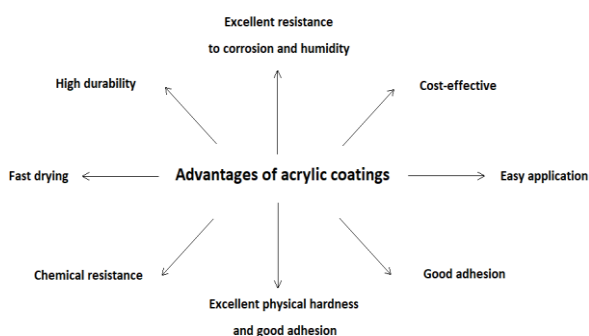 Excellent resistance
to corrosion and humidity
High durability
Cost-effective
Fast drying
Advantages of acrylic coatings
Easy application
Chemical resistance
Good adhesion
Excellent physical hardness
and good adhesion